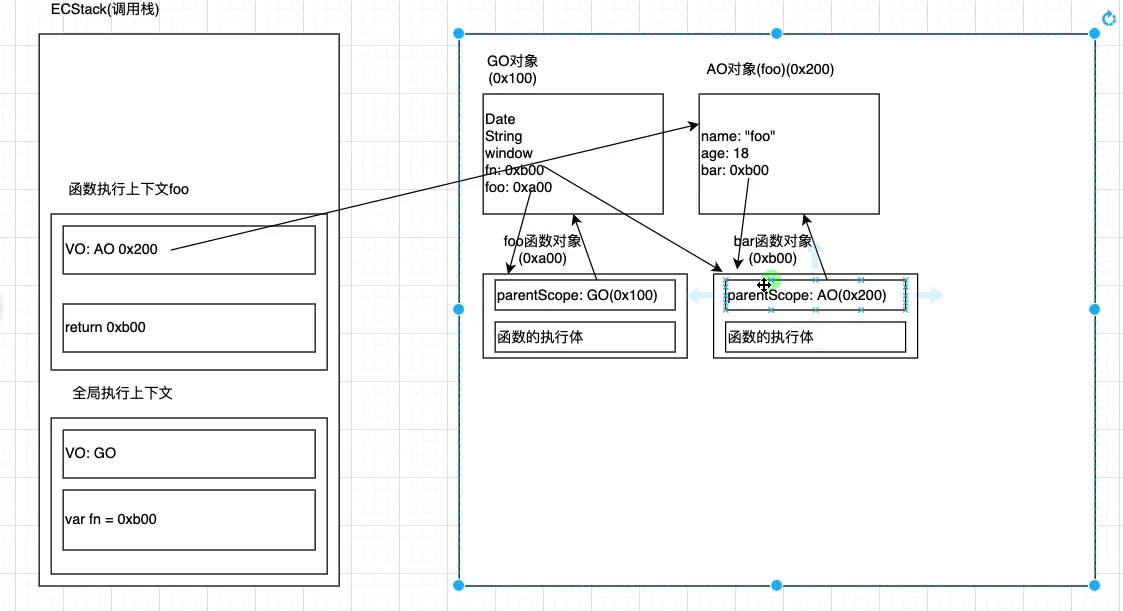 ECStack(调用栈)
函数执行上下文foo
VO: AO 0x200
return 0xb00
全局执行上下文
VO: GO
var fn = 0xb00
GO对象
(0x100)
Date
String
window
fn: 0xb00
foo: 0xa00
AO对象(foo)(0x200)
name: "foo"
age: 18
bar: 0xb00
foo函数对象
(0xa00)
parentScope: GO(0x100)
函数的执行体
bar函数对象
(0xb00)
parentScope: AO(0x200)
函数的执行体